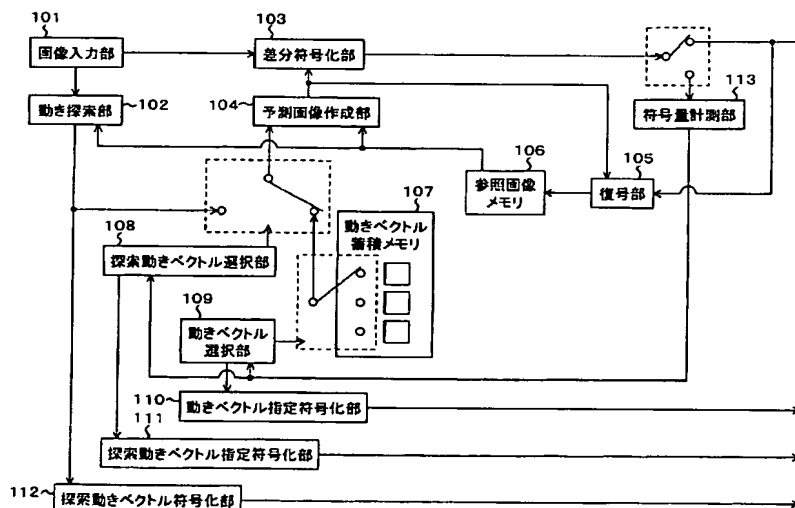 101
画像入力部
103
差分符号化部
113
符号量計測部
動き探索部
102
104
予測画像作成部
106
参照画像
メモリ
105
復号部
107
動きベクトル
蓄積メモリ
108
探索動きベクトル選択部
109
動きベクトル
選択部
110
動きベクトル指定符号化部
111
探索動きベクトル指定符号化部
112
探索動きベクトル符号化部